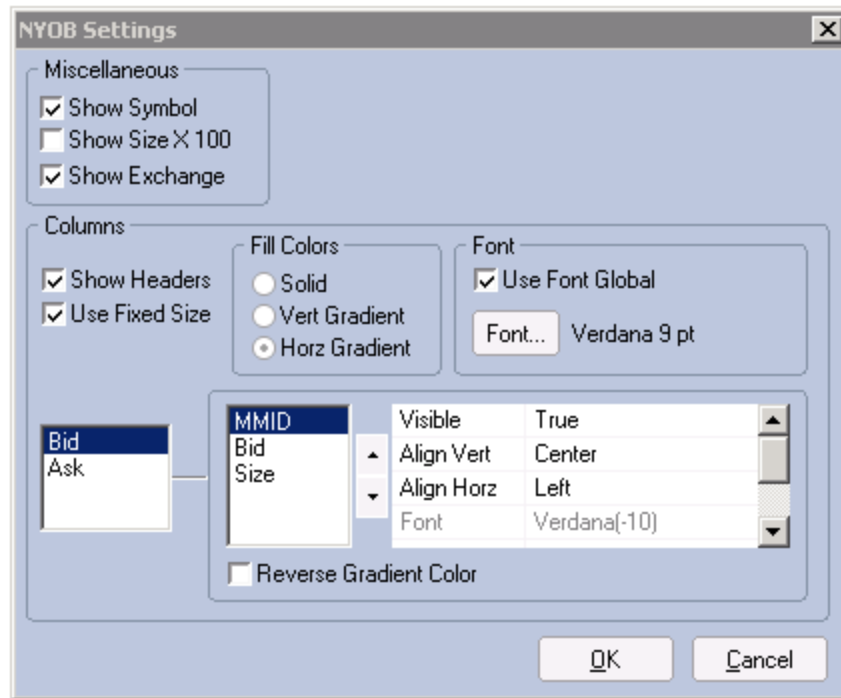 NYOB Settings
Miscellaneous
Show Symbol
Show Size X 100
Show Exchange
Columns
Show Headers
Use Fixed Size
Fill Colors
Solid
Vert Gradient
Horz Gradient
Font
Use Font Global
Font... Verdana 9 pt
Bid
Ask
MMID
Bid
Size
Visible True
Align Vert Center
Align Horz Left
Font Verdana(-10)
Reverse Gradient Color
OK Cancel